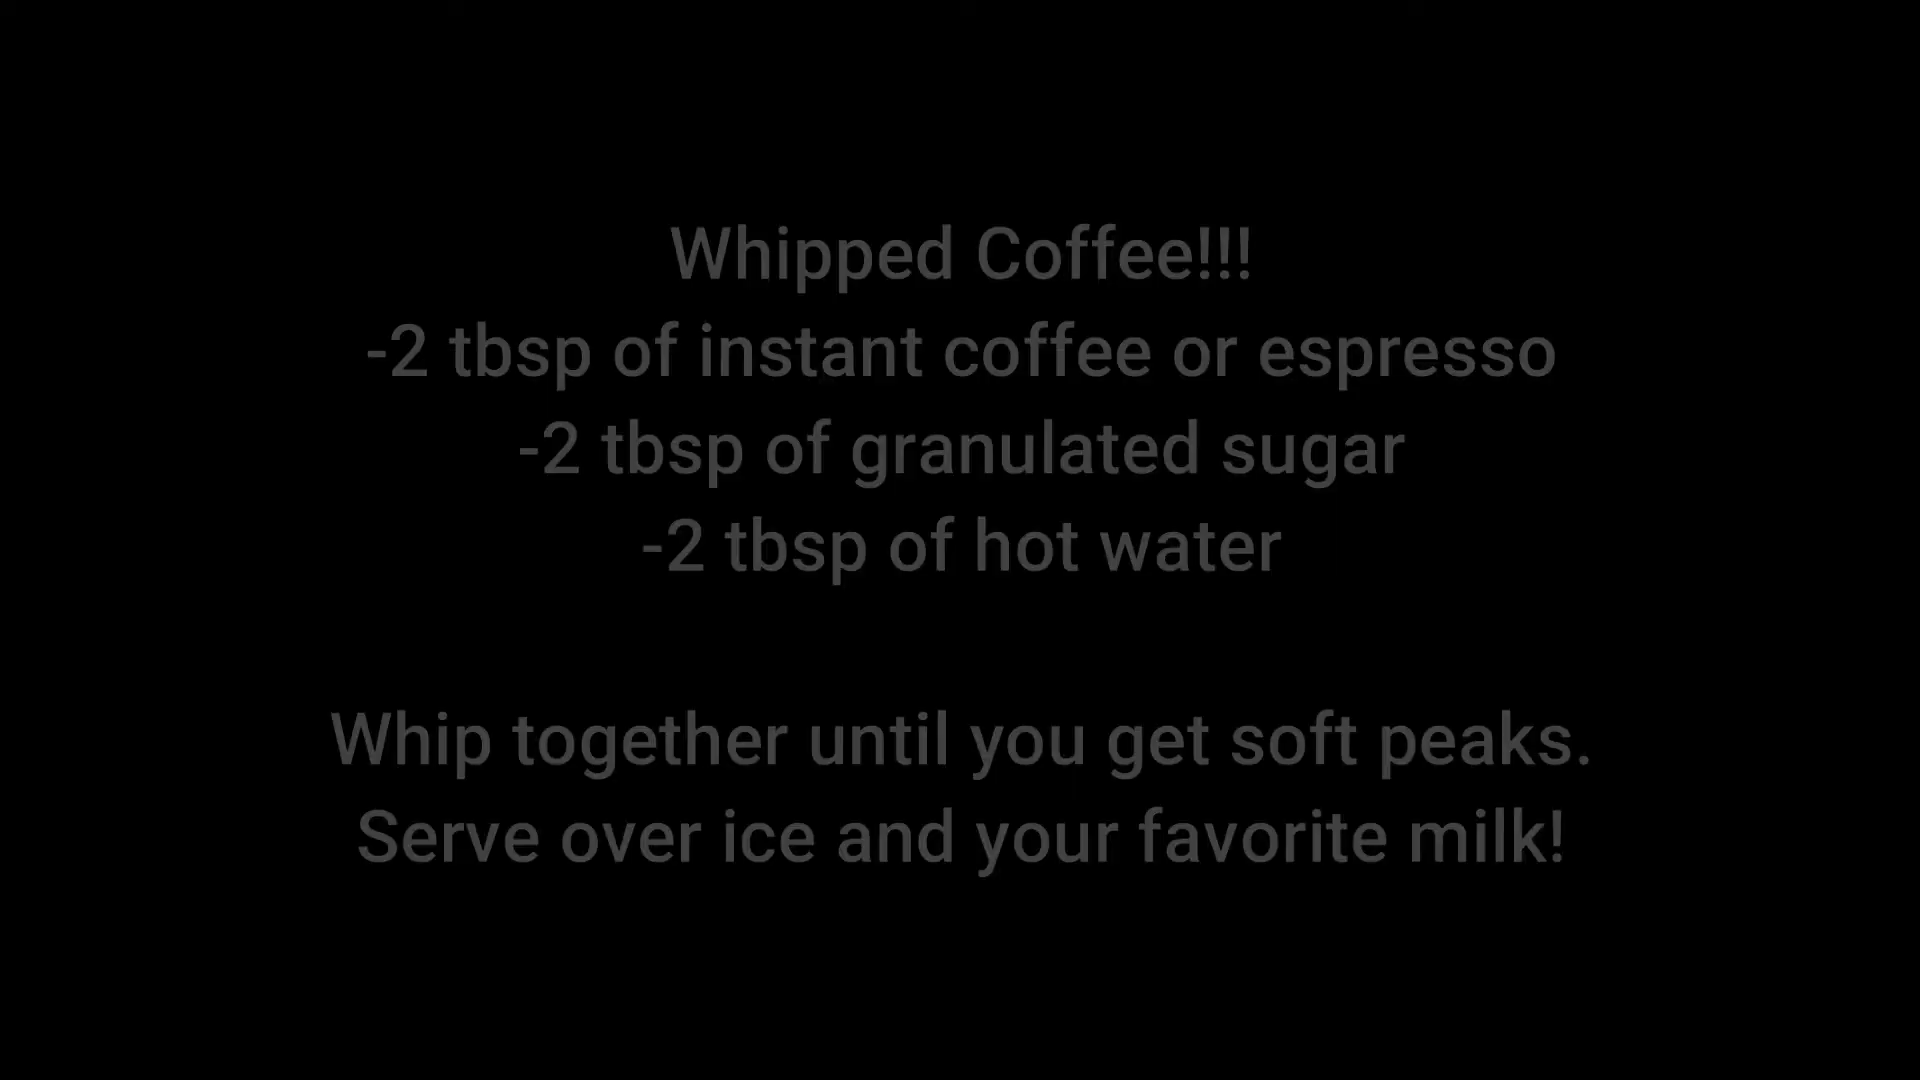 Whipped Coffee!!!
-2 tbsp of instant coffee or espresso
-2 tbsp of granulated sugar
-2 tbsp of hot water
Whip together until you get soft peaks.
Serve over ice and your favorite milk!